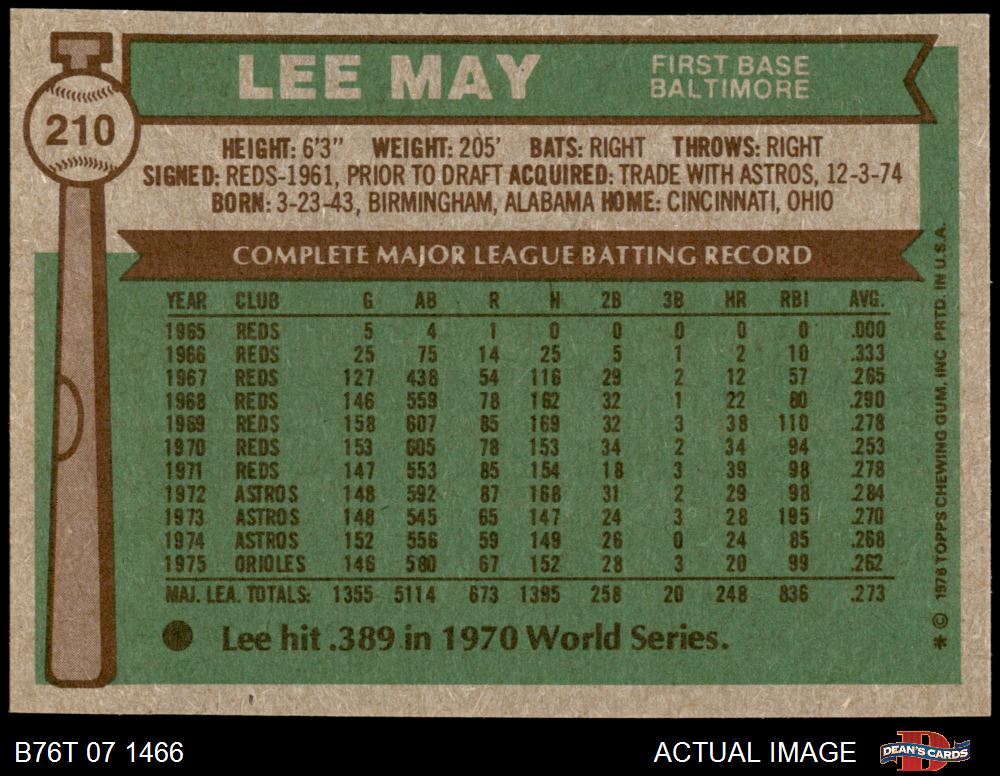 LEE MAY
FIRST BASE
BALTIMORE
210
HEIGHT: 6'3" WEIGHT: 205' BATS: RIGHT THROWS: RIGHT
SIGNED: REDS-1961, PRIOR TO DRAFT ACQUIRED: TRADE WITH ASTROS, 12-3-74
BORN: 3-23-43, BIRMINGHAM, ALABAMA HOME: CINCINNATI, OHIO
COMPLETE MAJOR LEAGUE BATTING RECORD
YEAR CLUB G AB R H 2B 3B HR RBI AVG.
1965 REDS 5 4 1 0 0 0 0 0 .000
1966 REDS 25 75 14 25 5 1 2 10 .333
1967 REDS 127 438 54 116 29 2 12 57 .265
1968 REDS 146 559 78 162 32 1 22 80 .290
1969 REDS 158 607 85 169 32 3 38 110 .278
1970 REDS 153 605 78 153 34 2 34 94 .253
1971 REDS 147 553 85 154 18 3 39 98 .278
1972 ASTROS 148 592 87 168 31 2 29 98 .284
1973 ASTROS 148 545 65 147 24 3 28 195 .270
1974 ASTROS 152 556 59 149 26 0 24 85 .268
1975 ORIOLES 146 580 67 152 28 3 20 99 .262
MAJ. LEA. TOTALS: 1355 5114 673 1395 258 20 248 836 .273
Lee hit .389 in 1970 World Series.
* © 1976 TOPPS CHEWING GUM, INC PRTD. IN U.S.A.
B76T 07 1466
ACTUAL IMAGE
D
DEAN'S CARDS